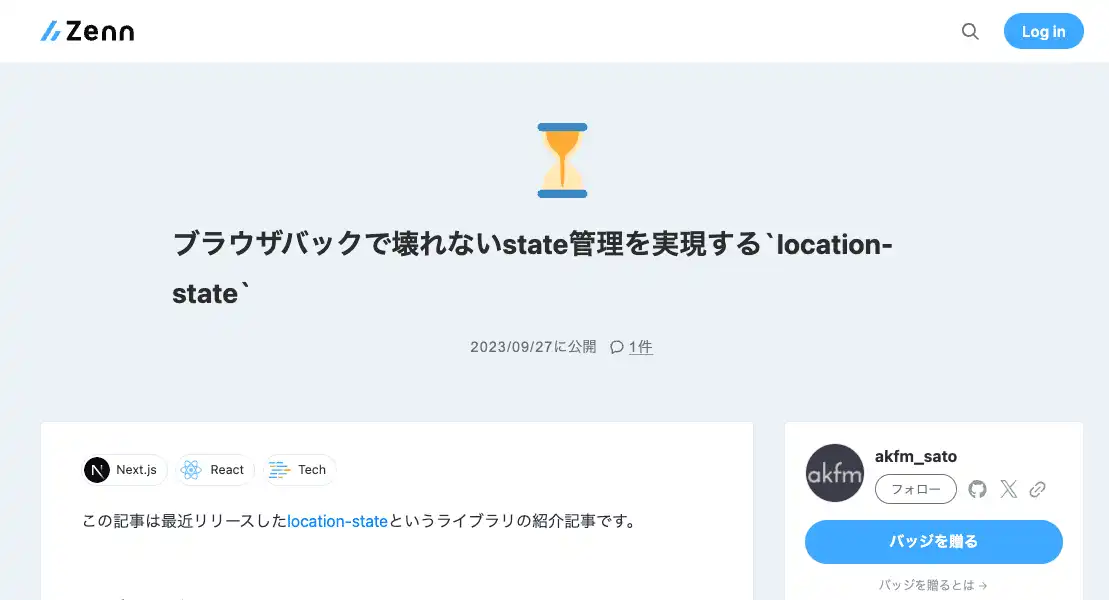 Zenn
Log in
ブラウザバックで壊れないstate管理を実現する`location-
state`
2023/09/27に公開
1件
Next.js
React
Tech
この記事は最近リリースしたlocation-stateというライブラリの紹介記事です。
akfm
akfm_sato
フォロー
バッジを贈る
バッジを贈るとは→